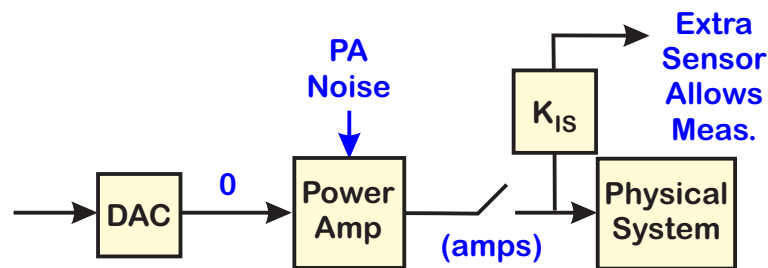 Extra
Sensor
Allows
Meas.
PA
Noise
K_IS
0
DAC
Power
Amp
(amps)
Physical
System